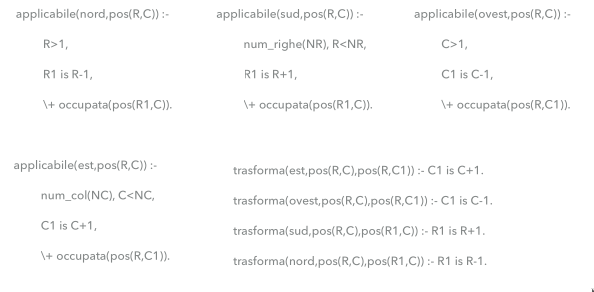 applicabile(nord,pos(R,C)) :-
R>1,
R1 is R-1,
\+ occupata(pos(R1,C)).
applicabile(sud,pos(R,C)) :-
num_righe(NR), R<NR,
R1 is R+1,
\+ occupata(pos(R1,C)).
applicabile(ovest,pos(R,C)) :-
C>1,
C1 is C-1,
\+ occupata(pos(R,C1)).
applicabile(est,pos(R,C)) :-
num_col(NC), C<NC,
C1 is C+1,
\+ occupata(pos(R,C1)).
trasforma(est,pos(R,C),pos(R,C1)) :- C1 is C+1.
trasforma(ovest,pos(R,C),pos(R,C1)) :- C1 is C-1.
trasforma(sud,pos(R,C),pos(R1,C)) :- R1 is R+1.
trasforma(nord,pos(R,C),pos(R1,C)) :- R1 is R-1.